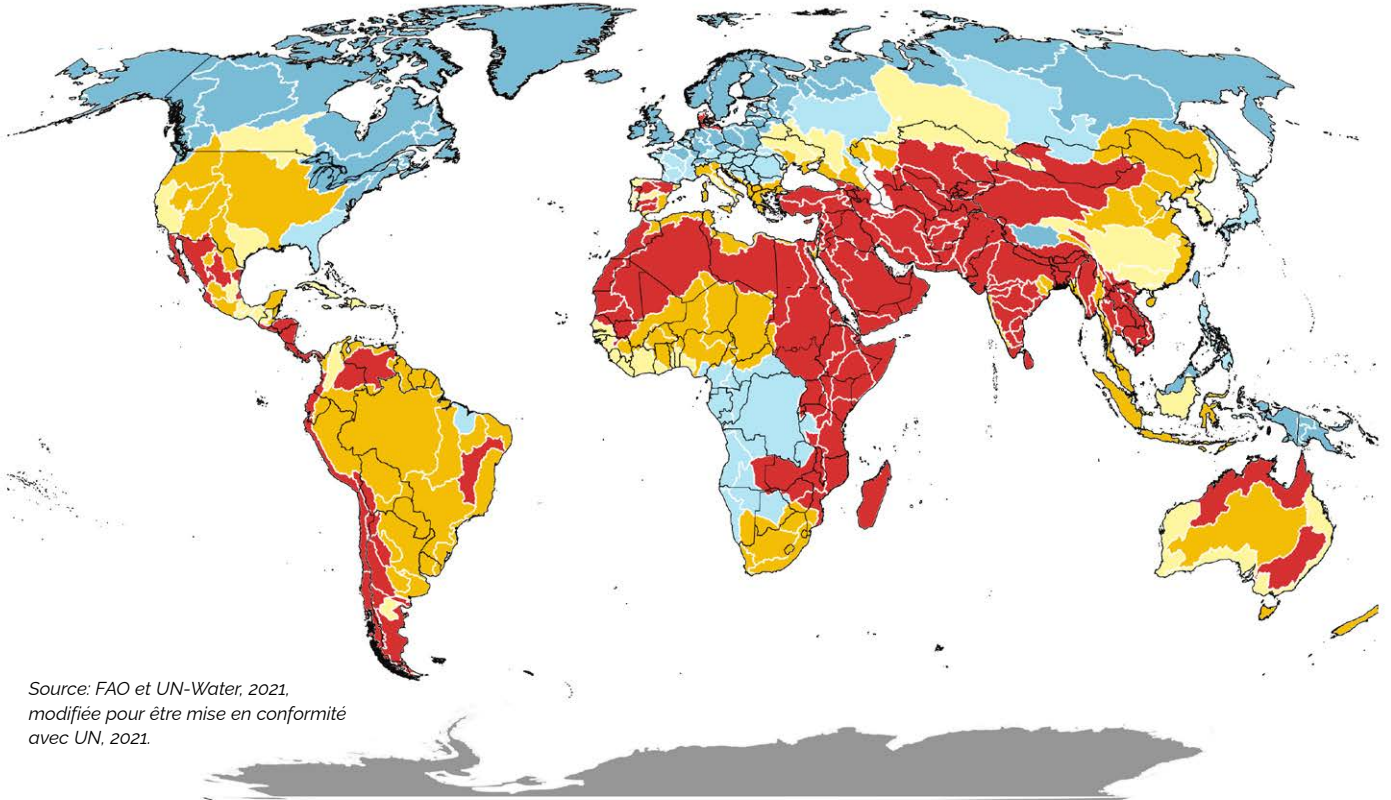 Source: FAO et UN-Water, 2021,
modifiée pour être mise en conformité
avec UN, 2021.